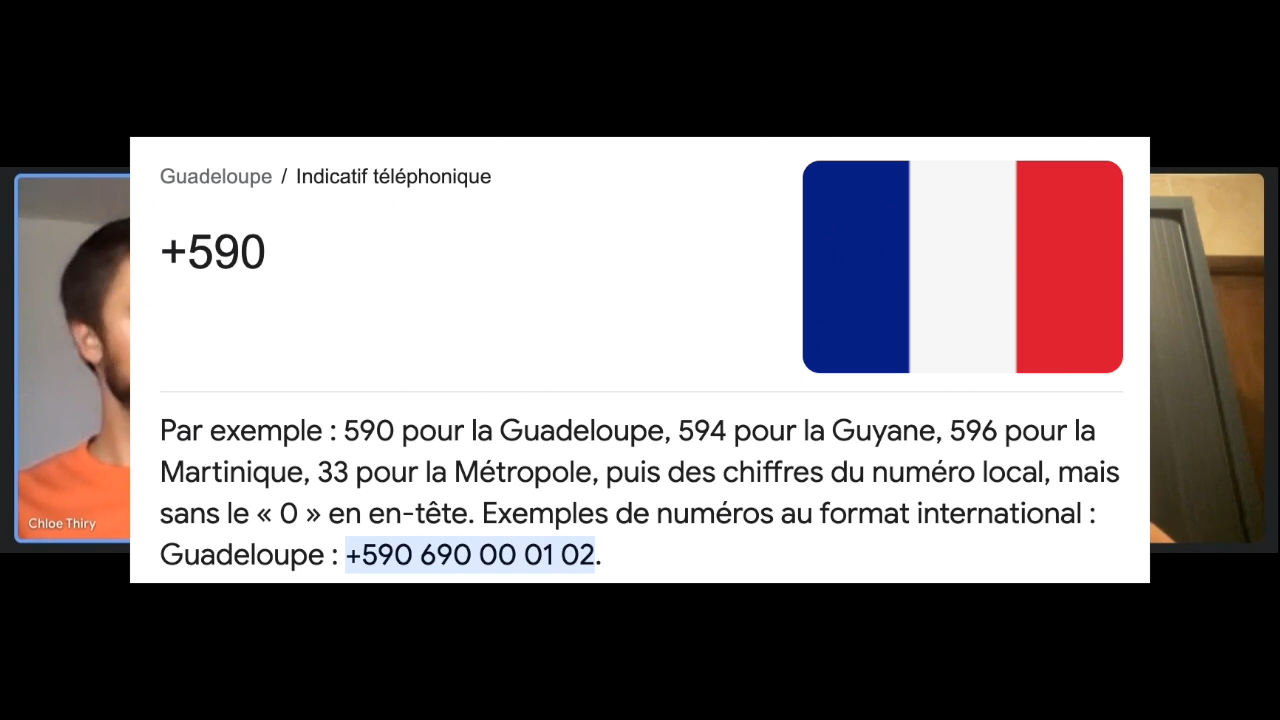 Guadeloupe / Indicatif téléphonique
+590
Par exemple : 590 pour la Guadeloupe, 594 pour la Guyane, 596 pour la
Martinique, 33 pour la Métropole, puis des chiffres du numéro local, mais
sans le « 0 » en en-tête. Exemples de numéros au format international :
Guadeloupe : +590 690 00 01 02.
Chloe Thiry